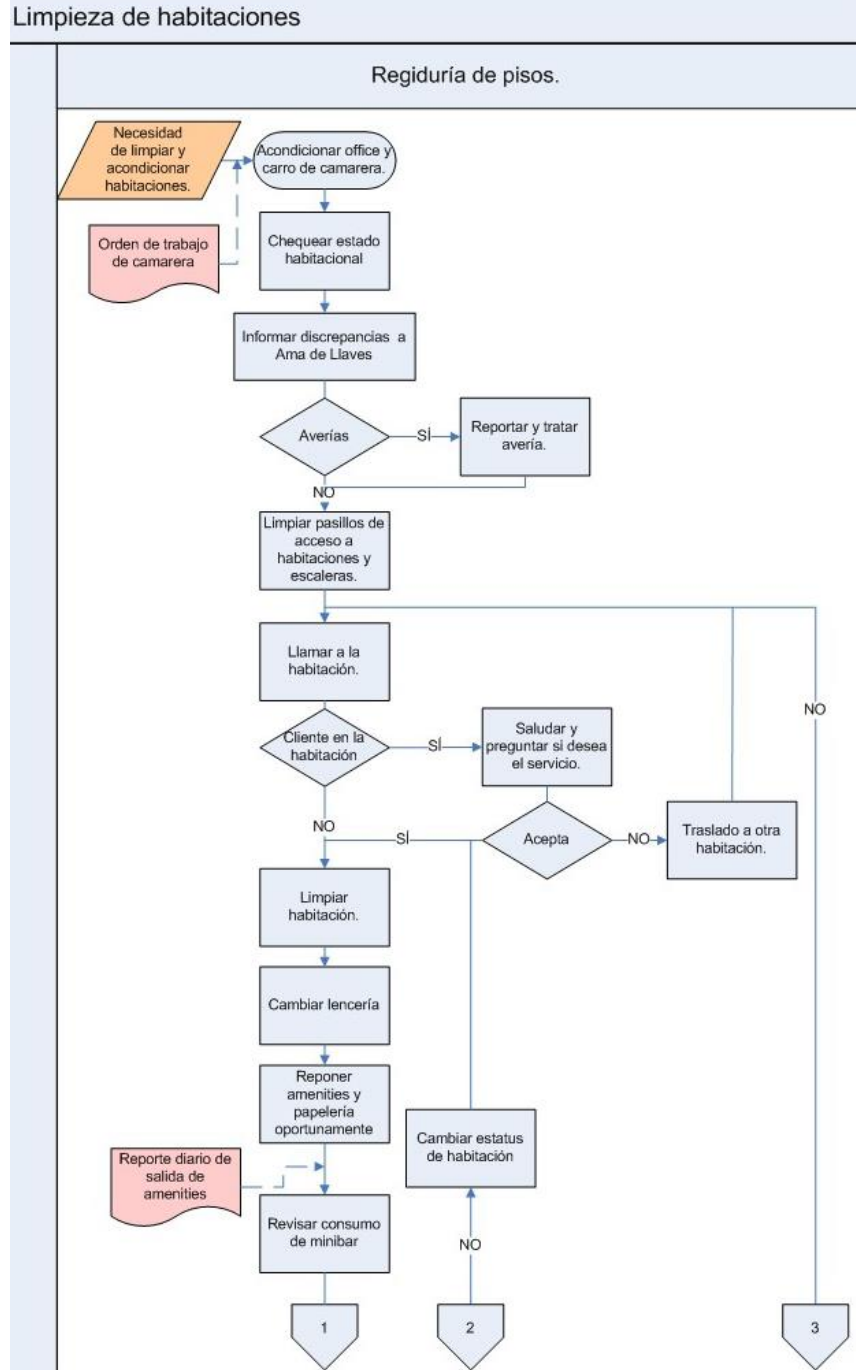 Limpieza de habitaciones
Regiduría de pisos.
Necesidad
de limpiar y
acondicionar
habitaciones.
Acondicionar office y
carro de camarera.
Orden de trabajo
de camarera
Chequear estado
habitacional
Informar discrepancias a
Ama de Llaves
Averías
SÍ
Reportar y tratar
avería.
NO
Limpiar pasillos de
acceso a
habitaciones y
escaleras.
Llamar a la
habitación.
NO
Cliente en la
habitación
SÍ
Saludar y
preguntar si desea
el servicio.
NO
SÍ
Acepta
NO
Traslado a otra
habitación.
Limpiar
habitación.
Cambiar lencería
Reponer
amenities y
papelería
oportunamente
Cambiar estatus
de habitación
Reporte diario de
salida de
amenities
Revisar consumo
de minibar
NO
1
2
3